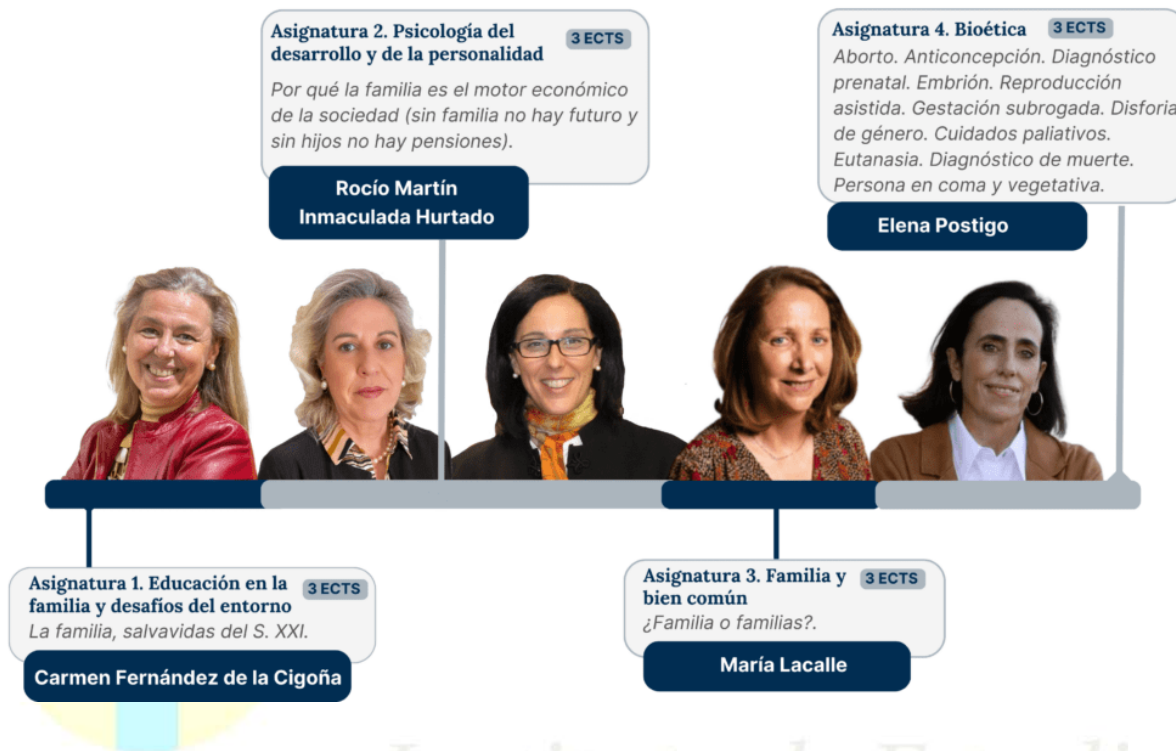 Asignatura 2. Psicología del
desarrollo y de la personalidad
3 ECTS
Por qué la familia es el motor económico
de la sociedad (sin familia no hay futuro y
sin hijos no hay pensiones).
Rocío Martín
Inmaculada Hurtado
Asignatura 4. Bioética
3 ECTS
Aborto. Anticoncepción. Diagnóstico
prenatal. Embrión. Reproducción
asistida. Gestación subrogada. Disforia
de género. Cuidados paliativos.
Eutanasia. Diagnóstico de muerte.
Persona en coma y vegetativa.
Elena Postigo
Asignatura 1. Educación en la
familia y desafíos del entorno
3 ECTS
La familia, salvavidas del S. XXI.
Carmen Fernández de la Cigoña
Asignatura 3. Familia y
bien común
3 ECTS
¿Familia o familias?.
María Lacalle